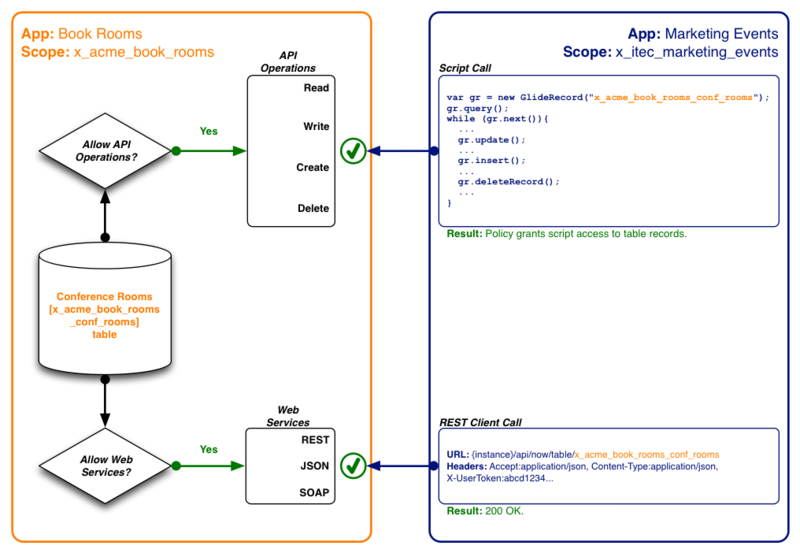 App: Book Rooms
Scope: x_acme_book_rooms
API
Operations
Read
Write
Create
Delete
Allow API
Operations?
Yes
Conference Rooms
[x_acme_book_rooms
_conf_rooms]
table
Allow Web
Services?
Yes
Web
Services
REST
JSON
SOAP
App: Marketing Events
Scope: x_itec_marketing_events
Script Call
var gr = new GlideRecord("x_acme_book_rooms_conf_rooms");
gr.query();
while (gr.next()){
...
gr.update();
...
gr.insert();
...
gr.deleteRecord();
...
}
Result: Policy grants script access to table records.
REST Client Call
URL: {instance}/api/now/table/x_acme_book_rooms_conf_rooms
Headers: Accept:application/json, Content-Type:application/json,
X-UserToken:abcd1234...
Result: 200 OK.